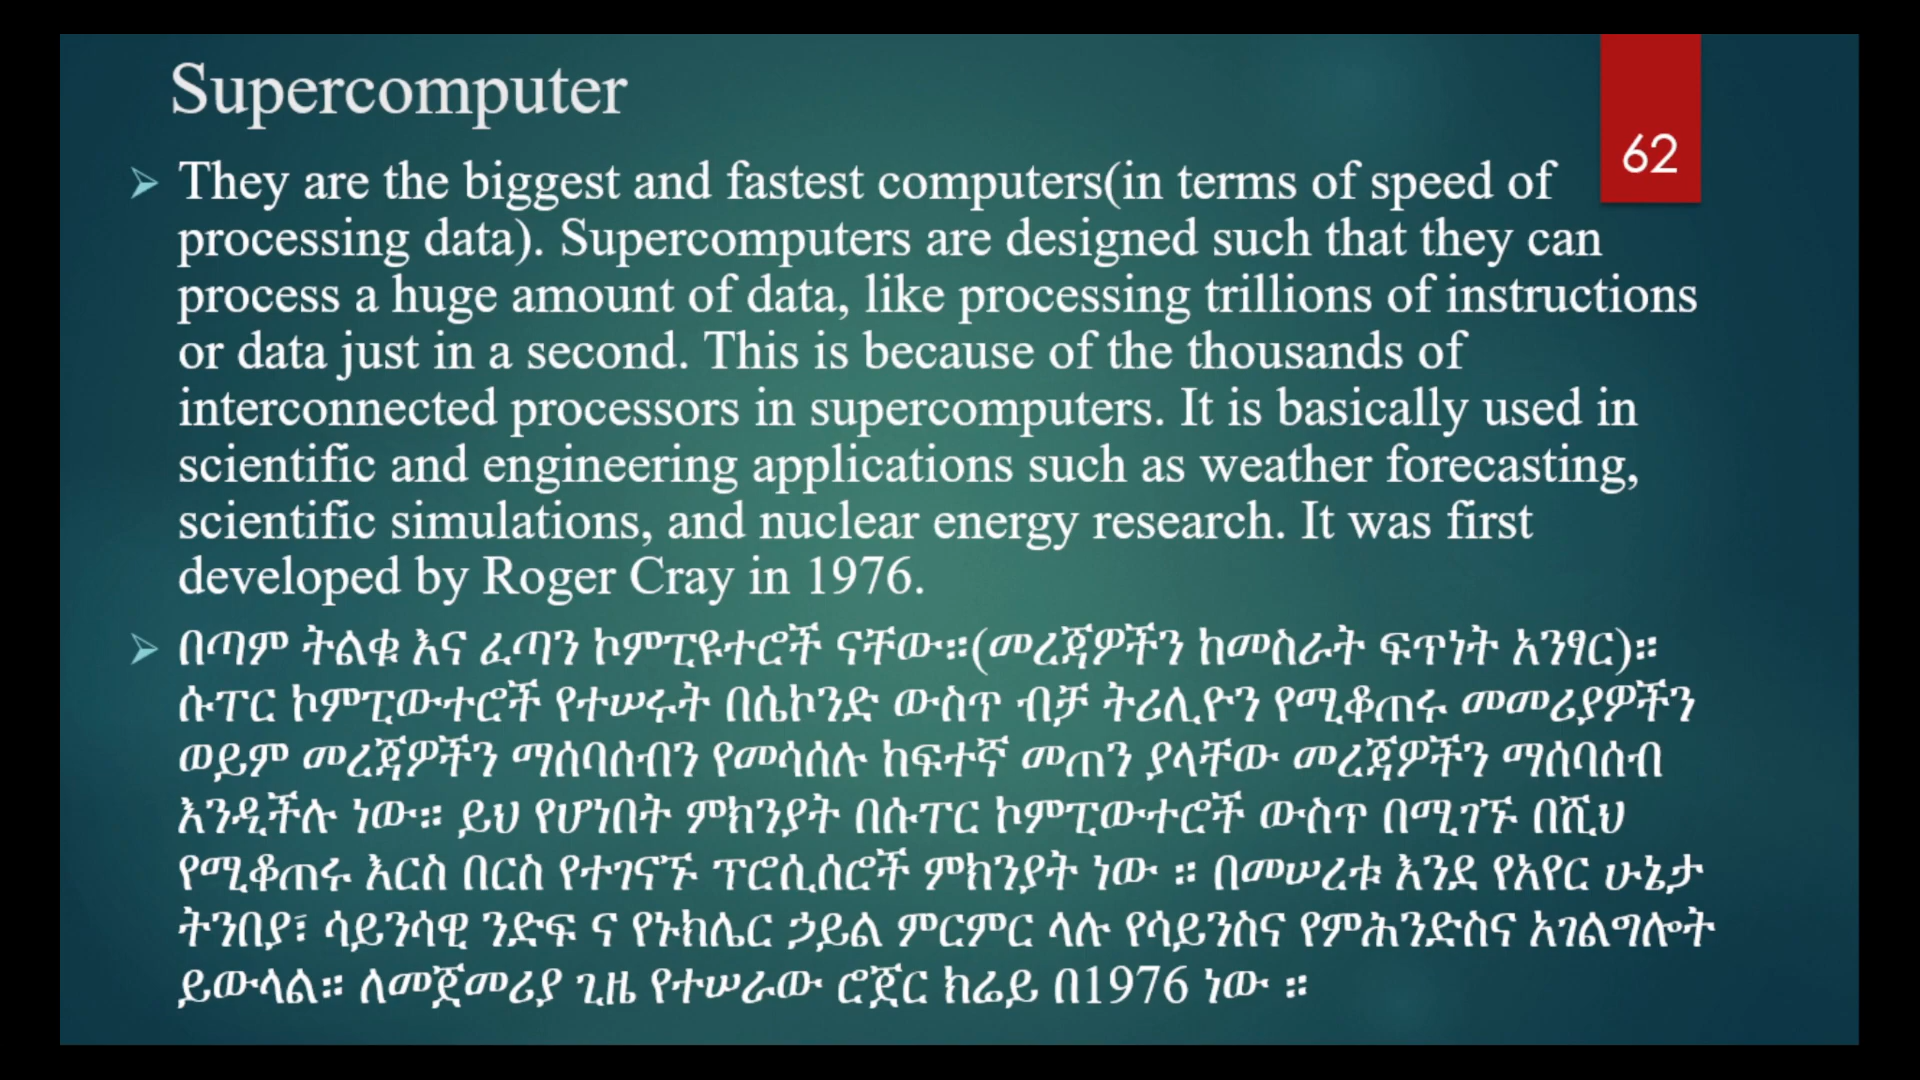 Supercomputer
62
They are the biggest and fastest computers(in terms of speed of
processing data). Supercomputers are designed such that they can
process a huge amount of data, like processing trillions of instructions
or data just in a second. This is because of the thousands of
interconnected processors in supercomputers. It is basically used in
scientific and engineering applications such as weather forecasting,
scientific simulations, and nuclear energy research. It was first
developed by Roger Cray in 1976.
በጣም ትልቁ እና ፈጣን ኮምፒዩተሮች ናቸው።(መረጃዎችን ከመስራት ፍጥነት አንፃር)።
ሱፐር ኮምፒውተሮች የተሠሩት በሴኮንድ ውስጥ ብቻ ትሪሊዮን የሚቆጠሩ መመሪያዎችን
ወይም መረጃዎችን ማሰባሰብን የመሳሰሉ ከፍተኛ መጠን ያላቸው መረጃዎችን ማሰባሰብ
እንዲችሉ ነው። ይህ የሆነበት ምክንያት በሱፐር ኮምፒውተሮች ውስጥ በሚገኙ በሺህ
የሚቆጠሩ እርስ በርስ የተገናኙ ፕሮሲሰሮች ምክንያት ነው ። በመሠረቱ እንደ የአየር ሁኔታ
ትንበያ፣ ሳይንሳዊ ንድፍ ና የኑክሌር ኃይል ምርምር ላሉ የሳይንስና የምሕንድስና አገልግሎት
ይውላል። ለመጀመሪያ ጊዜ የተሠራው ሮጀር ክሬይ በ1976 ነው ።